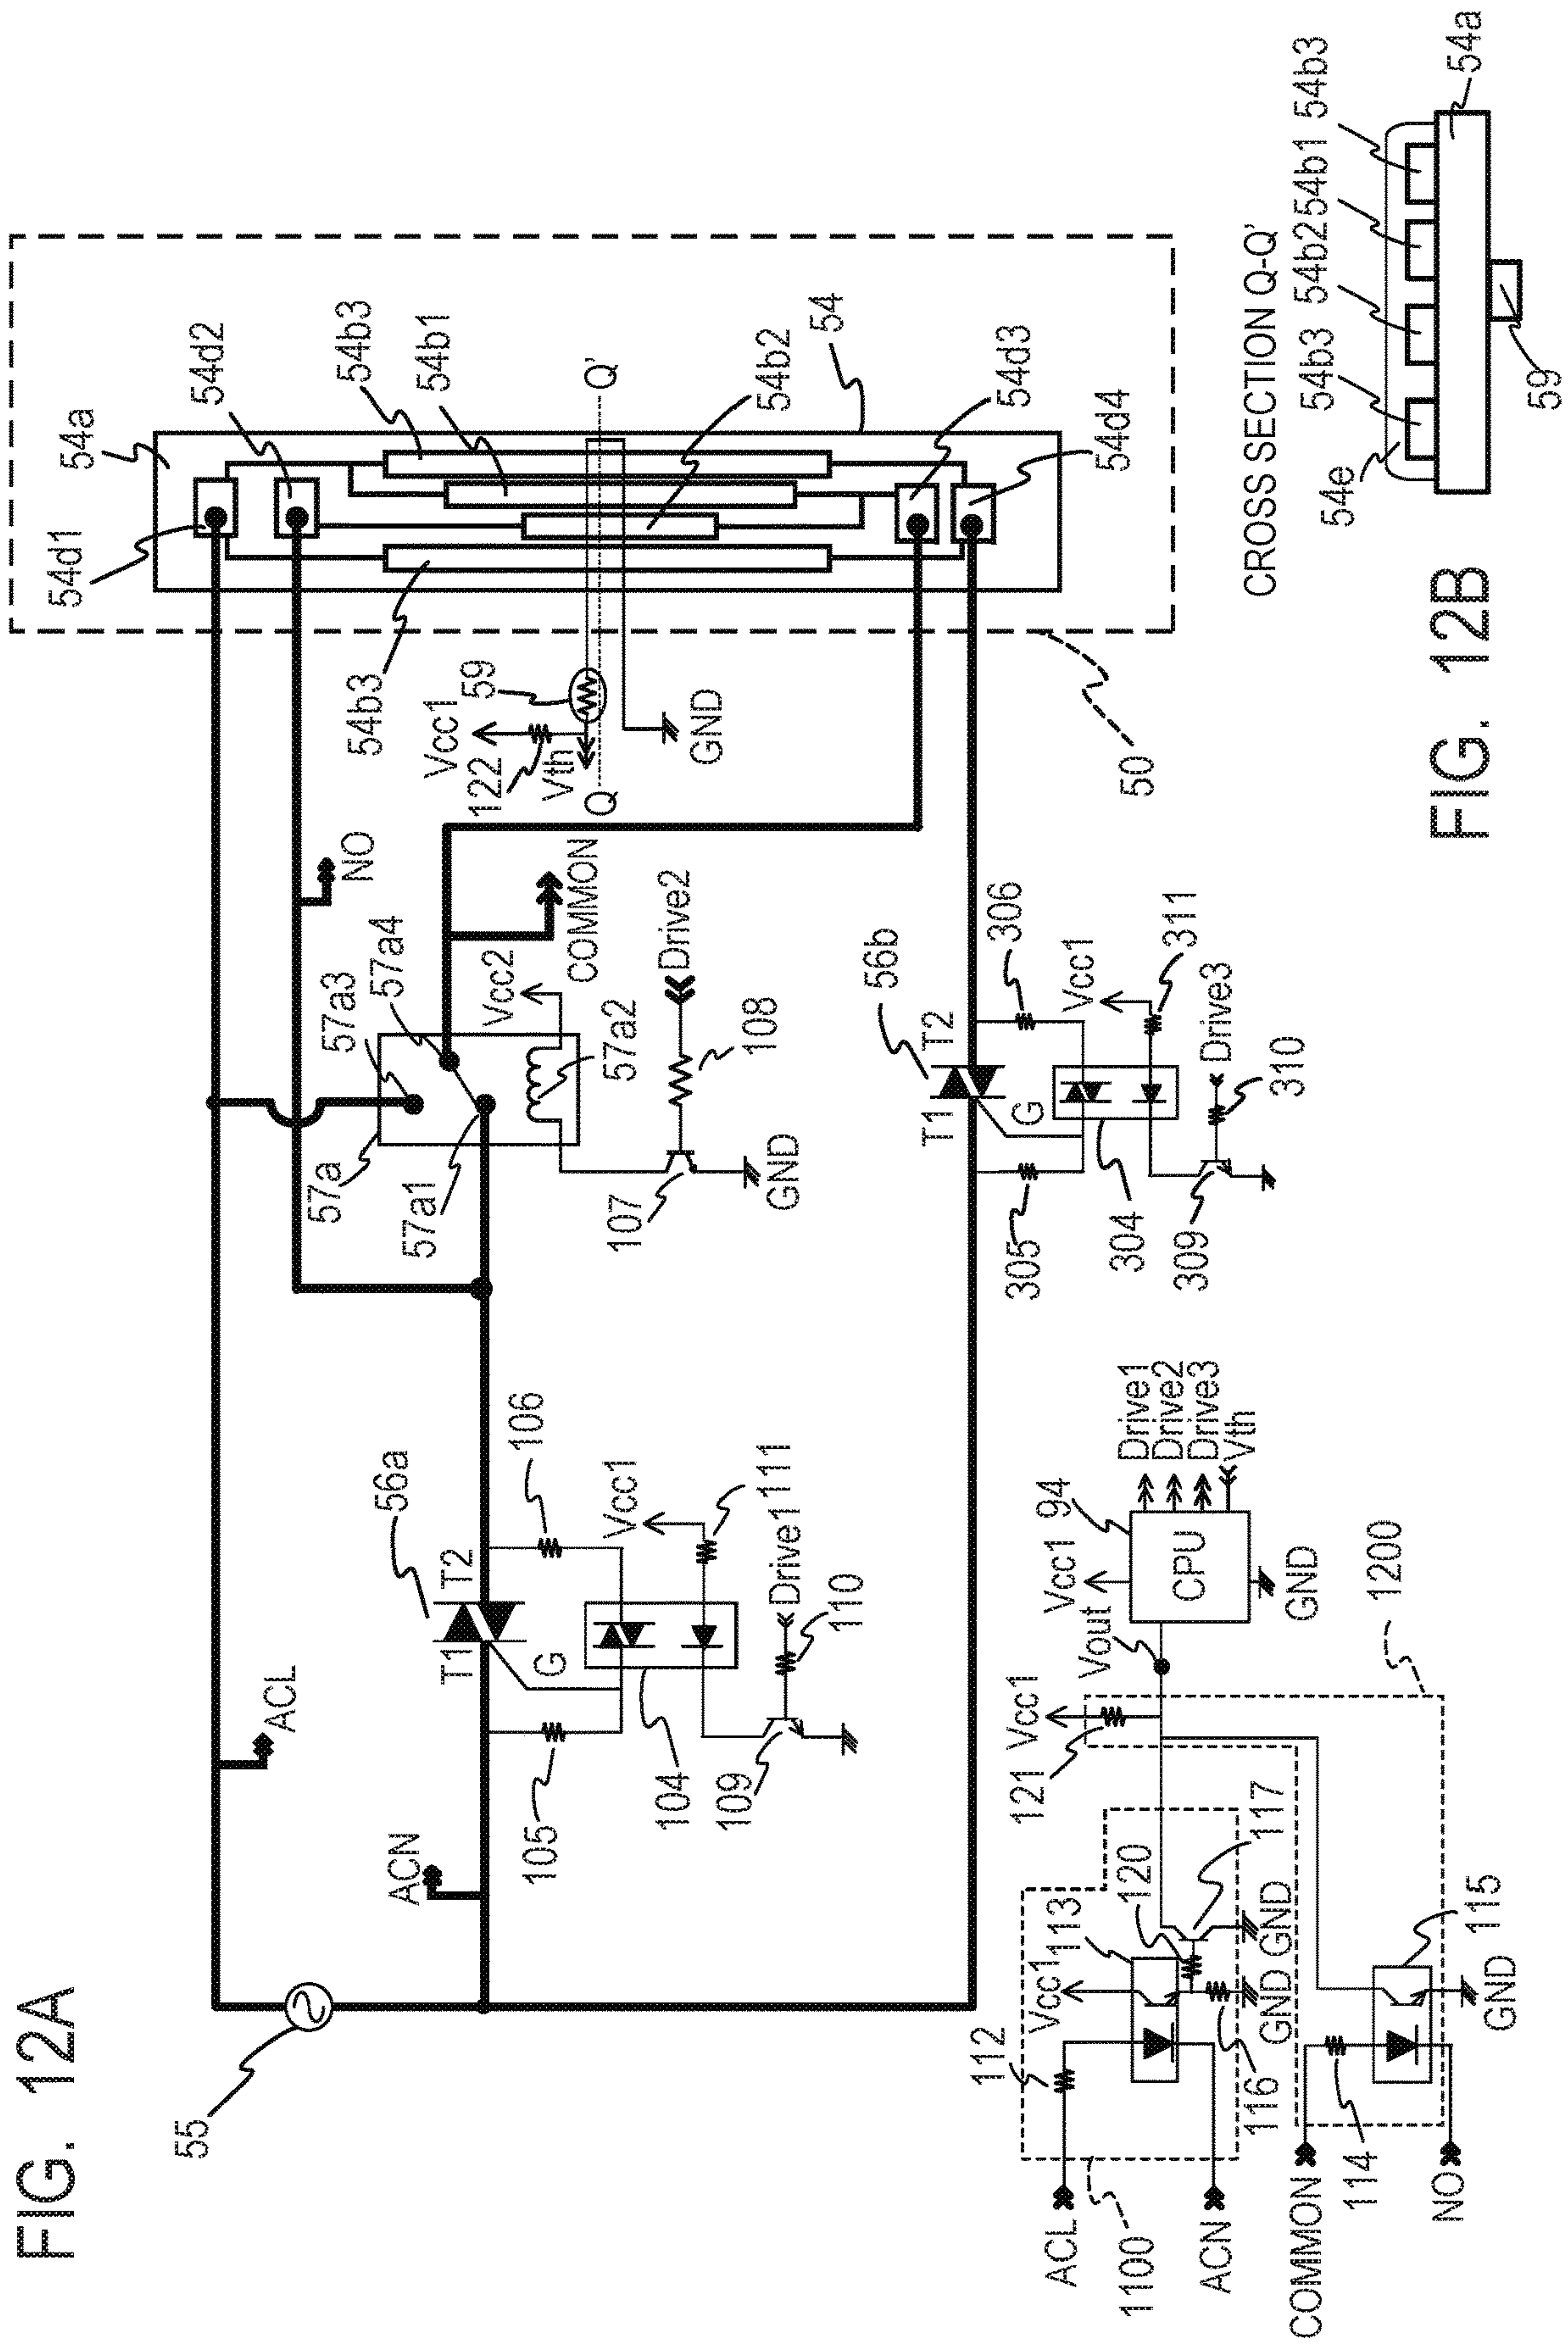 FIG. 12A
55
ACL
ACN
56a
T1
T2
G
105
106
104
Vcc1
111
109
Drive1
110
57a
57a3
57a4
57a1
57a2
Vcc2
NO
COMMON
Drive2
107
108
GND
56b
T1
T2
G
305
306
304
Vcc1
311
309
Drive3
310
54d1
54a
54d2
54b3
54b1
54b3
54b2
54
54d3
54d4
Q
Q'
Vcc1
122
59
Vth
GND
50
ACL
ACN
1100
112
Vcc1
113
120
117
116
GND
GND
121
Vcc1
Vout
Vcc1
94
CPU
GND
Drive1
Drive2
Drive3
Vth
1200
COMMON
114
NO
115
GND
FIG. 12B
CROSS SECTION Q-Q'
54e
54b3
54b2
54b1
54b3
54a
59